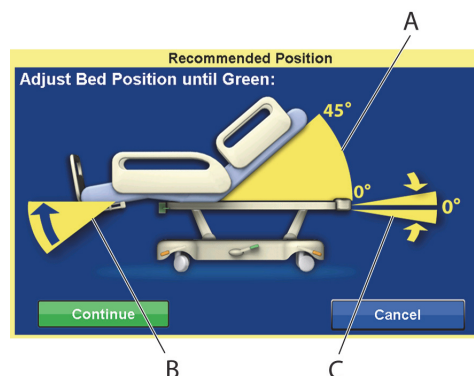 A
Recommended Position
Adjust Bed Position until Green:
45°
0°
0°
Continue
Cancel
B
C